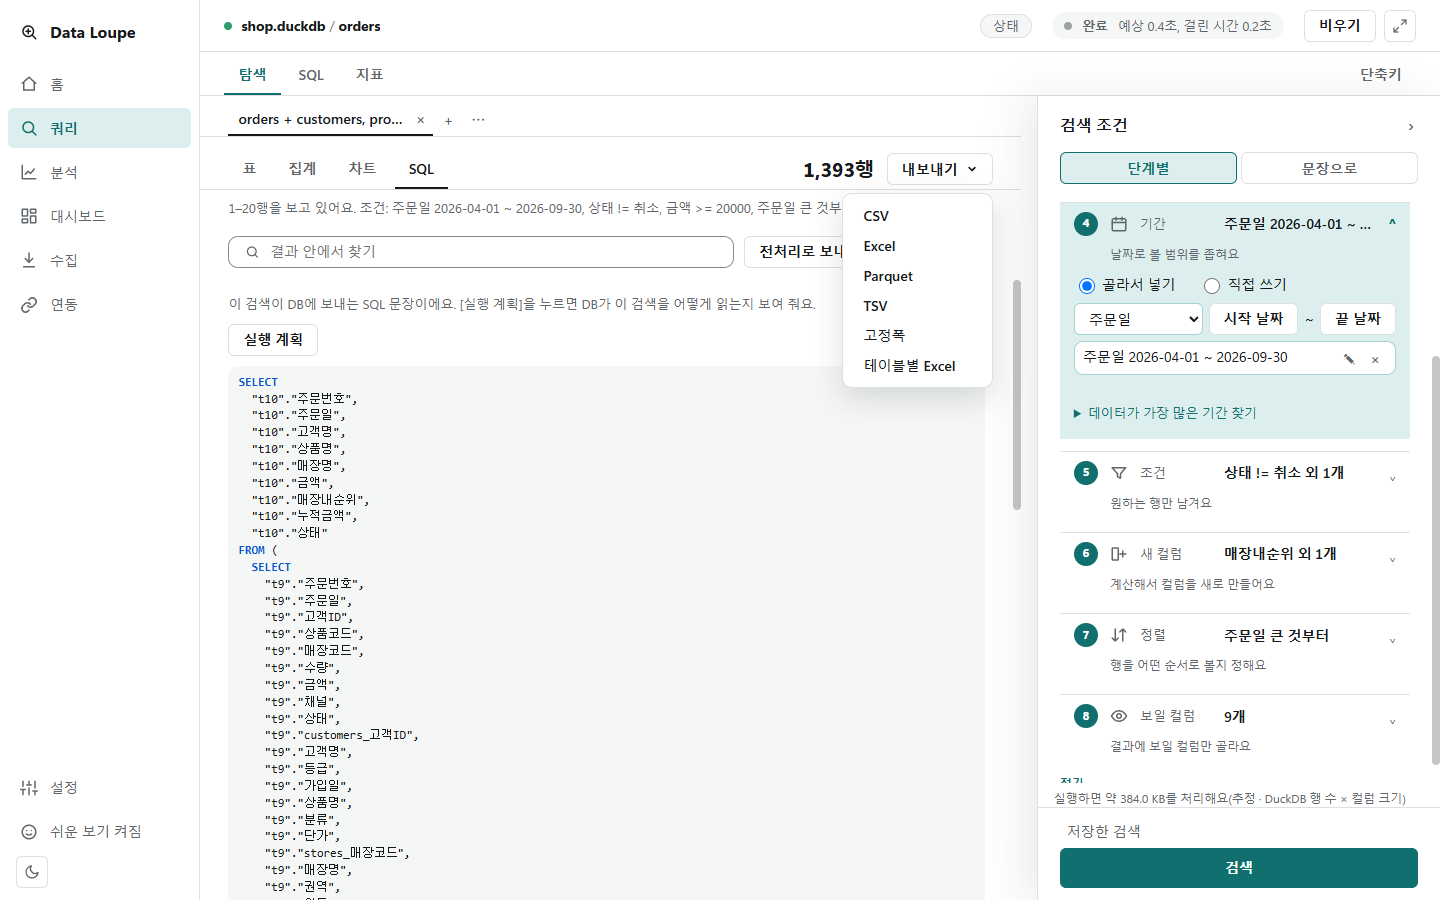 Data Loupe
홈
쿼리
분석
대시보드
수집
연동
설정
쉬운 보기 켜짐
shop.duckdb / orders
상태
완료 예상 0.4초, 걸린 시간 0.2초
비우기
탐색 SQL 지표
단축키
orders + customers, pro... × + ···
표 집계 차트 SQL
1,393행
내보내기
1–20행을 보고 있어요. 조건: 주문일 2026-04-01 ~ 2026-09-30, 상태 != 취소, 금액 >= 20000, 주문일 큰 것부
결과 안에서 찾기
전처리로 보내
CSV
Excel
Parquet
TSV
고정폭
테이블별 Excel
이 검색이 DB에 보내는 SQL 문장이에요. [실행 계획]을 누르면 DB가 이 검색을 어떻게 읽는지 보여 줘요.
실행 계획
SELECT
"t10"."주문번호",
"t10"."주문일",
"t10"."고객명",
"t10"."상품명",
"t10"."매장명",
"t10"."금액",
"t10"."매장내순위",
"t10"."누적금액",
"t10"."상태"
FROM (
SELECT
"t9"."주문번호",
"t9"."주문일",
"t9"."고객ID",
"t9"."상품코드",
"t9"."매장코드",
"t9"."수량",
"t9"."금액",
"t9"."채널",
"t9"."상태",
"t9"."customers_고객ID",
"t9"."고객명",
"t9"."등급",
"t9"."가입일",
"t9"."상품명",
"t9"."분류",
"t9"."단가",
"t9"."stores_매장코드",
"t9"."매장명",
"t9"."권역",
검색 조건
단계별 문장으로
4 기간 주문일 2026-04-01 ~ ...
날짜로 볼 범위를 좁혀요
골라서 넣기 직접 쓰기
주문일 시작 날짜 ~ 끝 날짜
주문일 2026-04-01 ~ 2026-09-30 ×
▶ 데이터가 가장 많은 기간 찾기
5 조건 상태 != 취소 외 1개
원하는 행만 남겨요
6 새 컬럼 매장내순위 외 1개
계산해서 컬럼을 새로 만들어요
7 정렬 주문일 큰 것부터
행을 어떤 순서로 볼지 정해요
8 보일 컬럼 9개
결과에 보일 컬럼만 골라요
실행하면 약 384.0 KB를 처리해요(추정 · DuckDB 행 수 × 컬럼 크기)
저장한 검색
검색